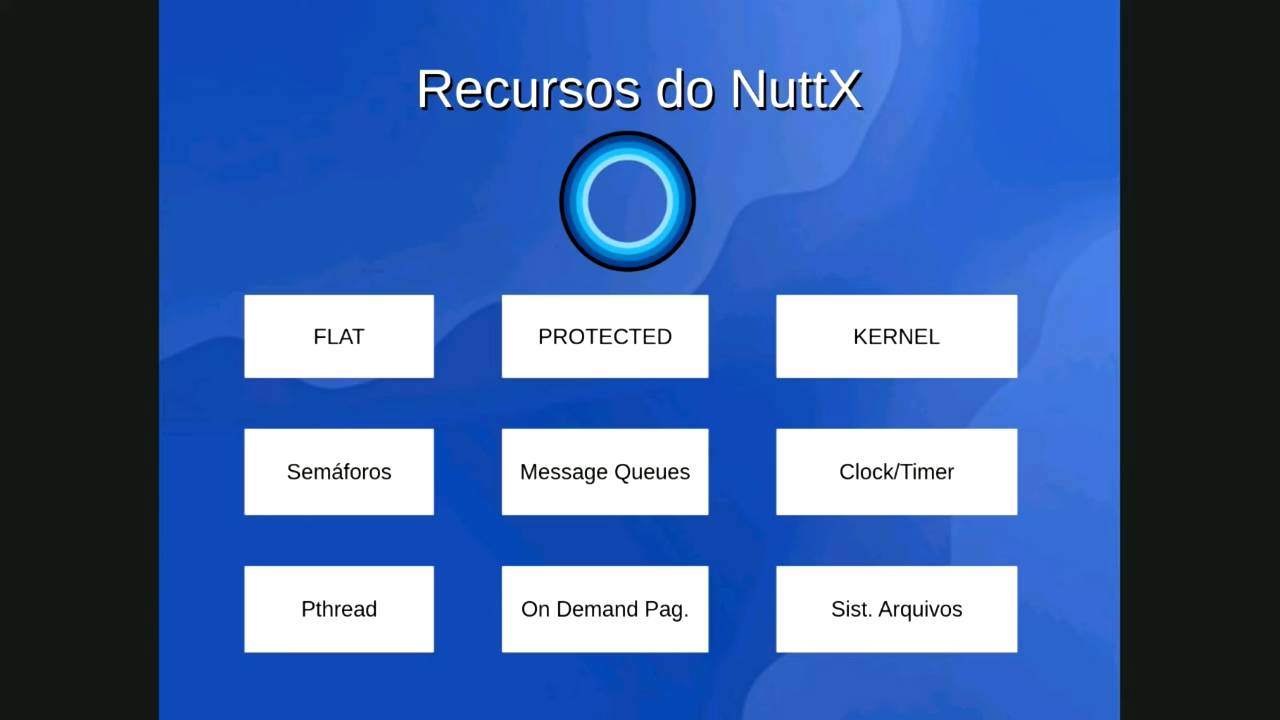 Recursos do NuttX
FLAT
PROTECTED
KERNEL
Semáforos
Message Queues
Clock/Timer
Pthread
On Demand Pag.
Sist. Arquivos